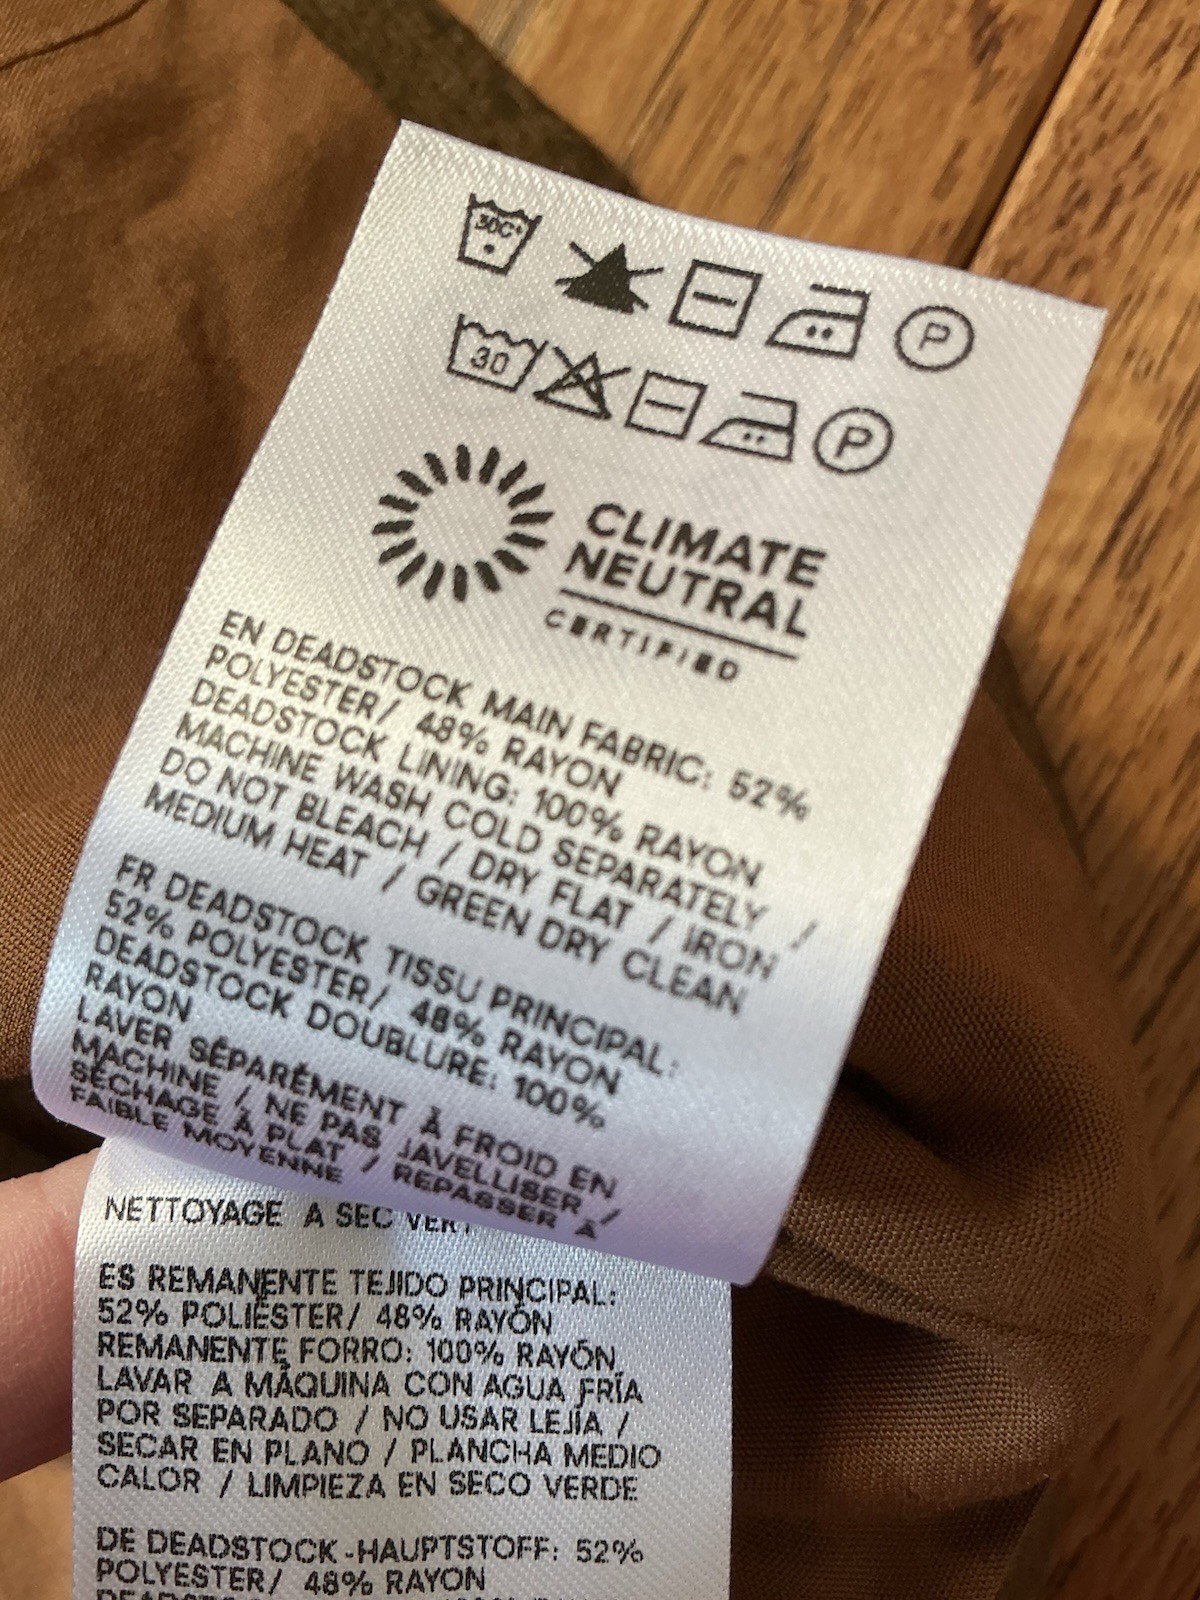 30C°
P
30
P
CLIMATE
NEUTRAL
CERTIFIED
EN DEADSTOCK MAIN FABRIC: 52%
POLYESTER/ 48% RAYON
DEADSTOCK LINING: 100% RAYON
MACHINE WASH COLD SEPARATELY /
DO NOT BLEACH / DRY FLAT / IRON
MEDIUM HEAT / GREEN DRY CLEAN
FR DEADSTOCK TISSU PRINCIPAL:
52% POLYESTER/ 48% RAYON
DEADSTOCK DOUBLURE: 100%
RAYON
LAVER SÉPARÉMENT À FROID EN
MACHINE / NE PAS JAVELLISER /
SÉCHAGE À PLAT / REPASSER À
FAIBLE MOYENNE
NETTOYAGE A SEC VERT
ES REMANENTE TEJIDO PRINCIPAL:
52% POLIÉSTER/ 48% RAYÓN
REMANENTE FORRO: 100% RAYÓN
LAVAR A MÁQUINA CON AGUA FRÍA
POR SEPARADO / NO USAR LEJÍA /
SECAR EN PLANO / PLANCHA MEDIO
CALOR / LIMPIEZA EN SECO VERDE
DE DEADSTOCK-HAUPTSTOFF: 52%
POLYESTER/ 48% RAYON